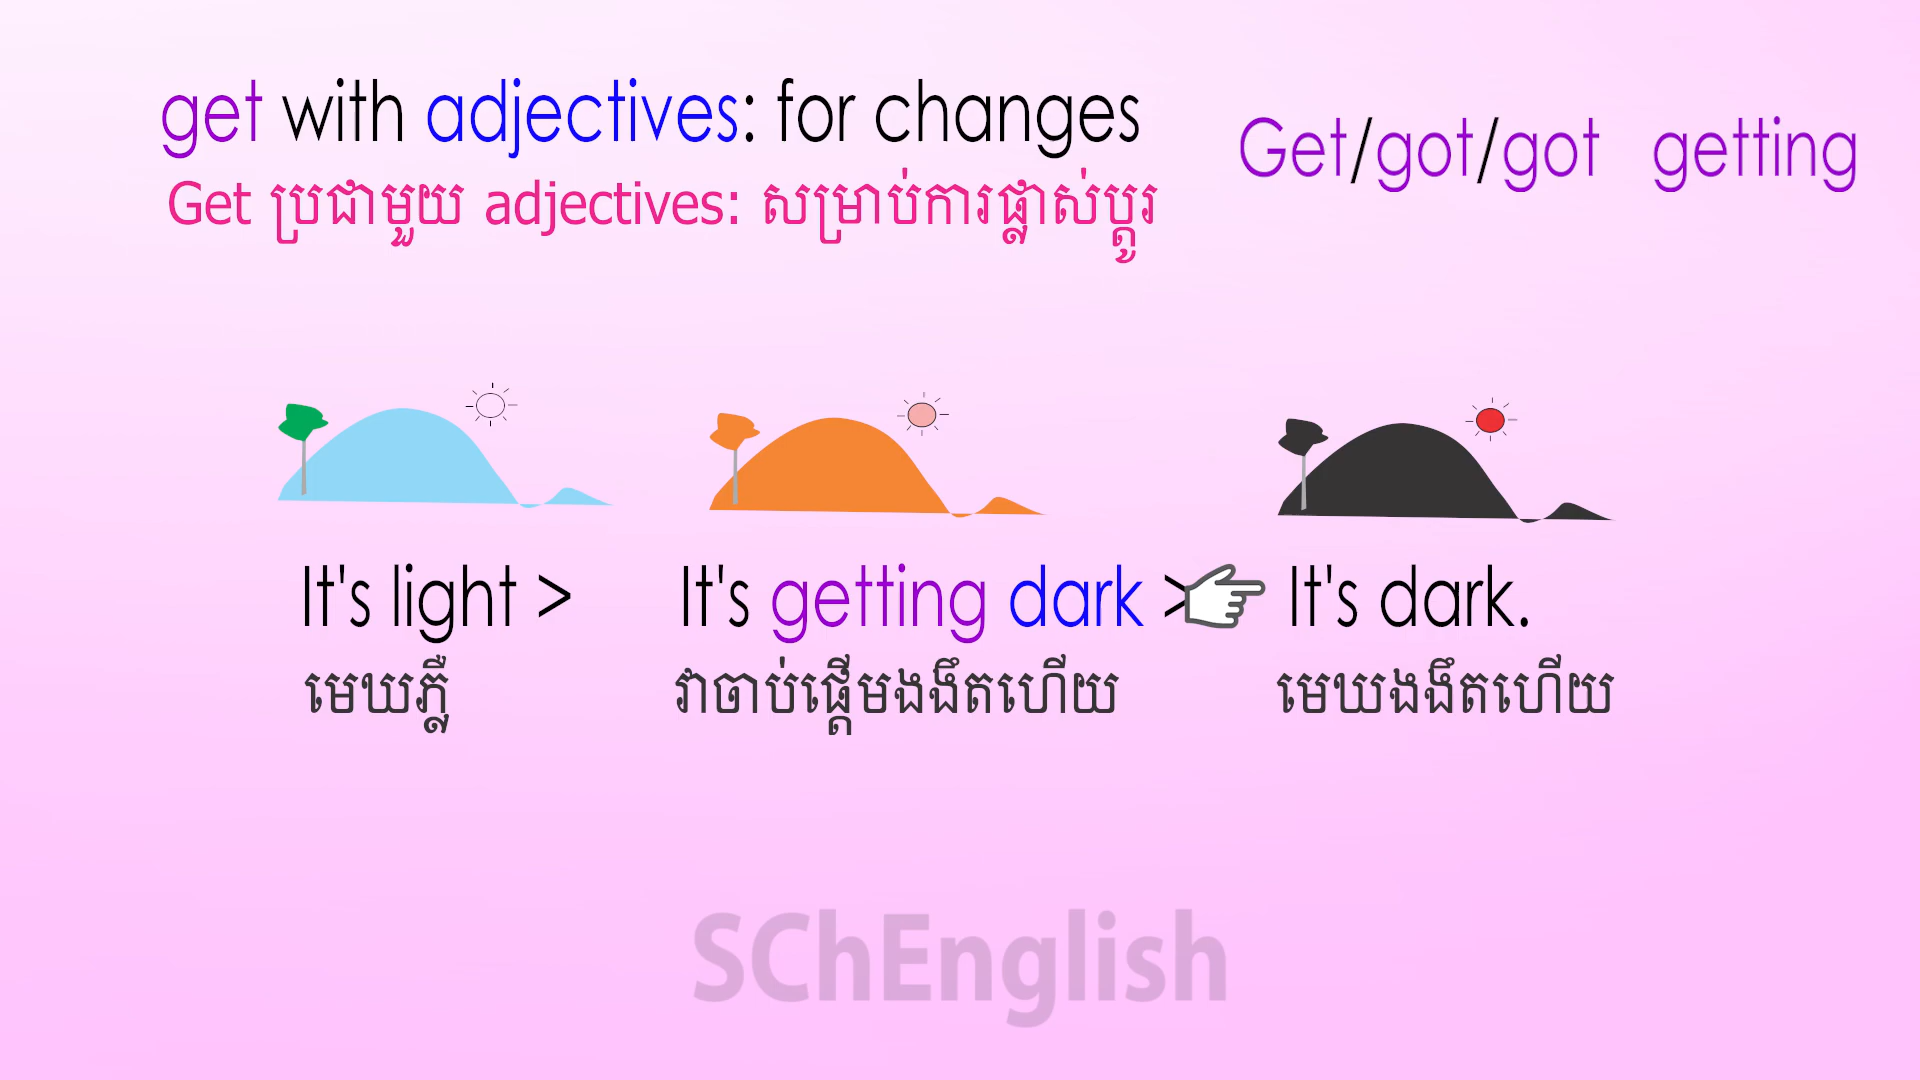 get with adjectives: for changes
Get/got/got getting
Get ប្រជាមួយ adjectives: សម្រាប់ការផ្លាស់ប្តូរ
It's light > It's getting dark > It's dark.
មេឃភ្លឺ វាចាប់ផ្តើមងងឹតហើយ មេឃងងឹតហើយ
SChEnglish